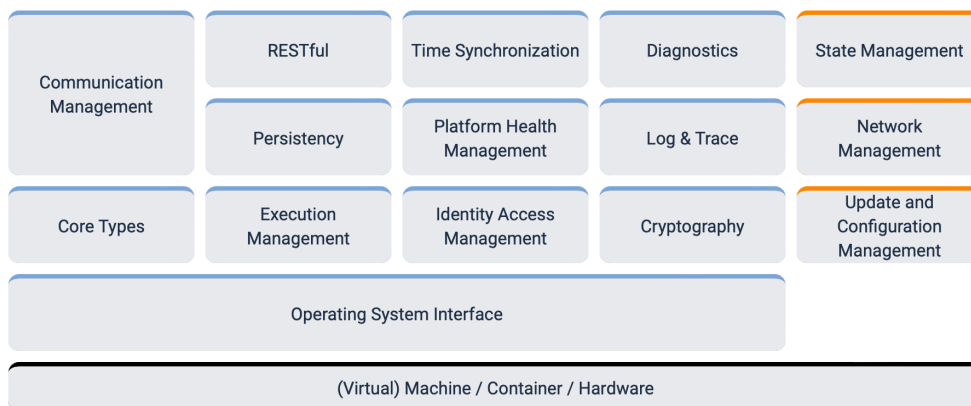 RESTful
Time Synchronization
Diagnostics
State Management
Communication
Management
Persistency
Platform Health
Management
Log & Trace
Network
Management
Core Types
Execution
Management
Identity Access
Management
Cryptography
Update and
Configuration
Management
Operating System Interface
(Virtual) Machine / Container / Hardware